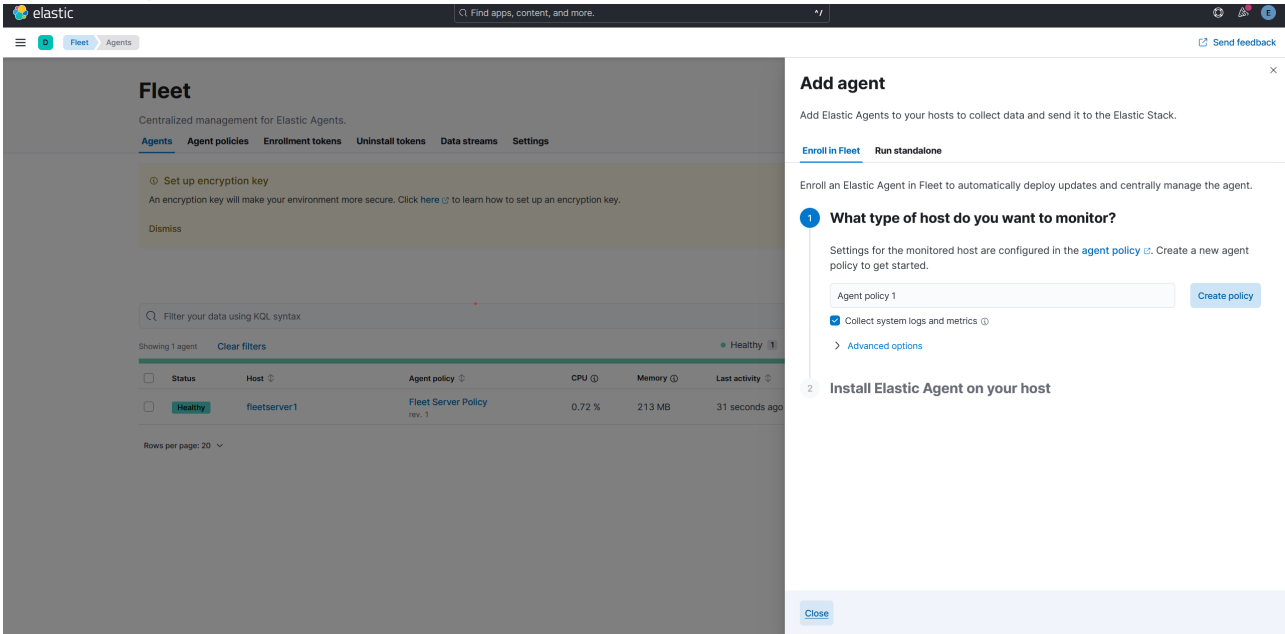 elastic
Find apps, content, and more.
^/
E
D
Fleet
Agents
Send feedback
Fleet
Centralized management for Elastic Agents.
Agents Agent policies Enrollment tokens Uninstall tokens Data streams Settings
Set up encryption key
An encryption key will make your environment more secure. Click here to learn how to set up an encryption key.
Dismiss
Filter your data using KQL syntax
Showing 1 agent Clear filters Healthy 1
Status Host Agent policy CPU Memory Last activity
Healthy fleetserver1 Fleet Server Policy 0.72 % 213 MB 31 seconds ago
rev. 1
Rows per page: 20
Add agent
Add Elastic Agents to your hosts to collect data and send it to the Elastic Stack.
Enroll in Fleet Run standalone
Enroll an Elastic Agent in Fleet to automatically deploy updates and centrally manage the agent.
1 What type of host do you want to monitor?
Settings for the monitored host are configured in the agent policy. Create a new agent
policy to get started.
Agent policy 1 Create policy
Collect system logs and metrics
Advanced options
2 Install Elastic Agent on your host
Close